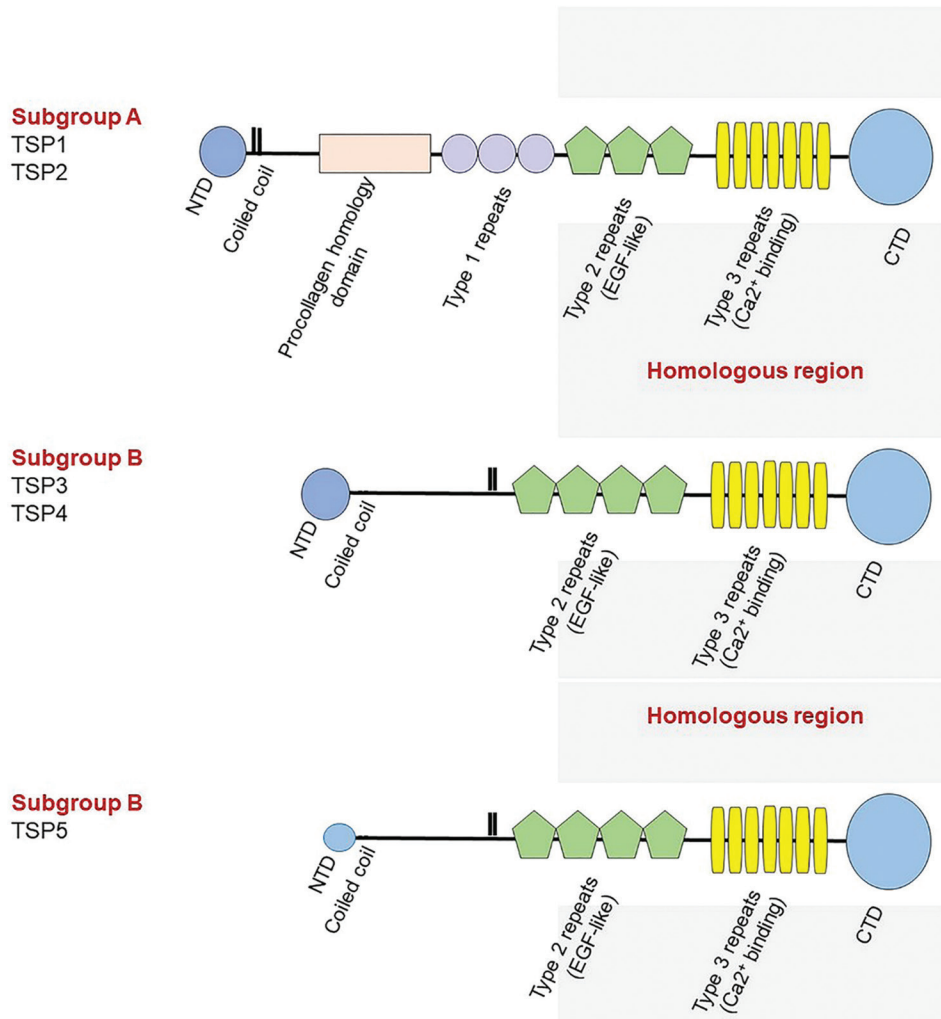 Subgroup A
TSP1
TSP2
NTD
Coiled coil
Procollagen homology
domain
Type 1 repeats
Type 2 repeats
(EGF-like)
Type 3 repeats
(Ca2+ binding)
CTD
Homologous region
Subgroup B
TSP3
TSP4
NTD
Coiled coil
Type 2 repeats
(EGF-like)
Type 3 repeats
(Ca2⁺ binding)
CTD
Homologous region
Subgroup B
TSP5
NTD
Coiled coil
Type 2 repeats
(EGF-like)
Type 3 repeats
(Ca2⁺ binding)
CTD